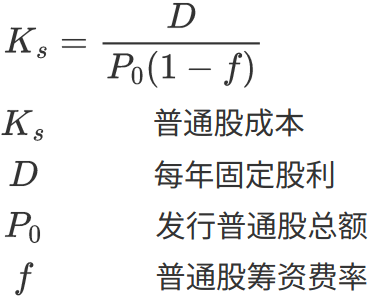 K_s = \frac{D}{P_0(1-f)}
K_s 普通股成本
D 每年固定股利
P_0 发行普通股总额
f 普通股筹资费率